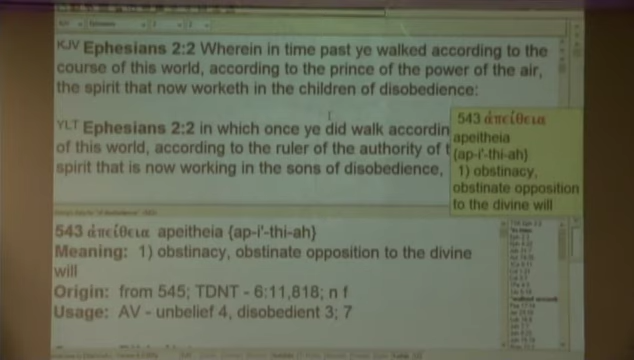 KJV Ephesians 2:2 Wherein in time past ye walked according to the
course of this world, according to the prince of the power of the air,
the spirit that now worketh in the children of disobedience:
YLT Ephesians 2:2 in which once ye did walk accordin
of this world, according to the ruler of the authority of t
spirit that is now working in the sons of disobedience,
543 ἀπείθεια
apeitheia
{ap-i'-thi-ah}
1) obstinacy,
obstinate opposition
to the divine will
543 ἀπείθεια apeitheia {ap-i'-thi-ah}
Meaning: 1) obstinacy, obstinate opposition to the divine
will
Origin: from 545; TDNT - 6:11,818; n f
Usage: AV - unbelief 4, disobedient 3; 7